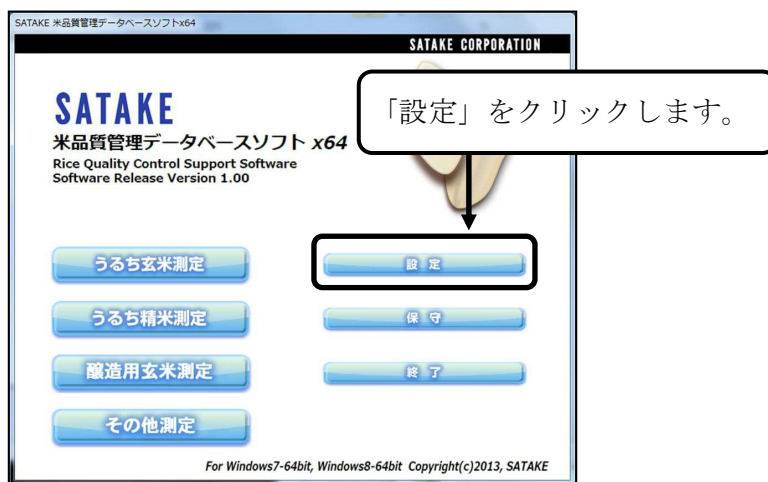 SATAKE 米品質管理データベースソフトx64
SATAKE CORPORATION
「設定」をクリックします。
SATAKE
米品質管理データベースソフト x64
Rice Quality Control Support Software
Software Release Version 1.00
うるち玄米測定
設 定
うるち精米測定
保 守
醸造用玄米測定
終 了
その他測定
For Windows7-64bit, Windows8-64bit Copyright(c)2013, SATAKE